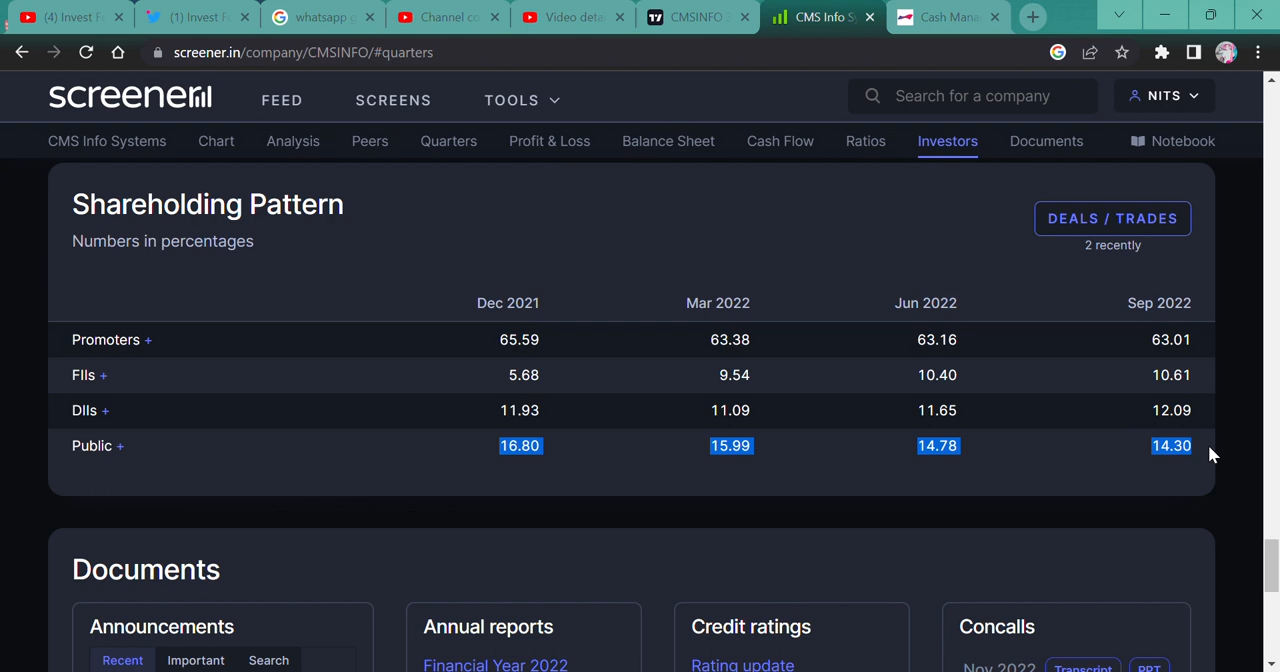 (4) Invest F
(1) Invest F
whatsapp g
Channel co
Video deta
CMSINFO
CMS Info Sy
Cash Mana
screener.in/company/CMSINFO/#quarters
screener
FEED
SCREENS
TOOLS
Search for a company
NITS
CMS Info Systems
Chart
Analysis
Peers
Quarters
Profit & Loss
Balance Sheet
Cash Flow
Ratios
Investors
Documents
Notebook
Shareholding Pattern
Numbers in percentages
DEALS / TRADES
2 recently
Dec 2021 Mar 2022 Jun 2022 Sep 2022
Promoters + 65.59 63.38 63.16 63.01
FIIs + 5.68 9.54 10.40 10.61
DIIs + 11.93 11.09 11.65 12.09
Public + 16.80 15.99 14.78 14.30
Documents
Announcements
Recent Important Search
Annual reports
Financial Year 2022
Credit ratings
Rating update
Concalls
Nov 2022 Transcript PPT